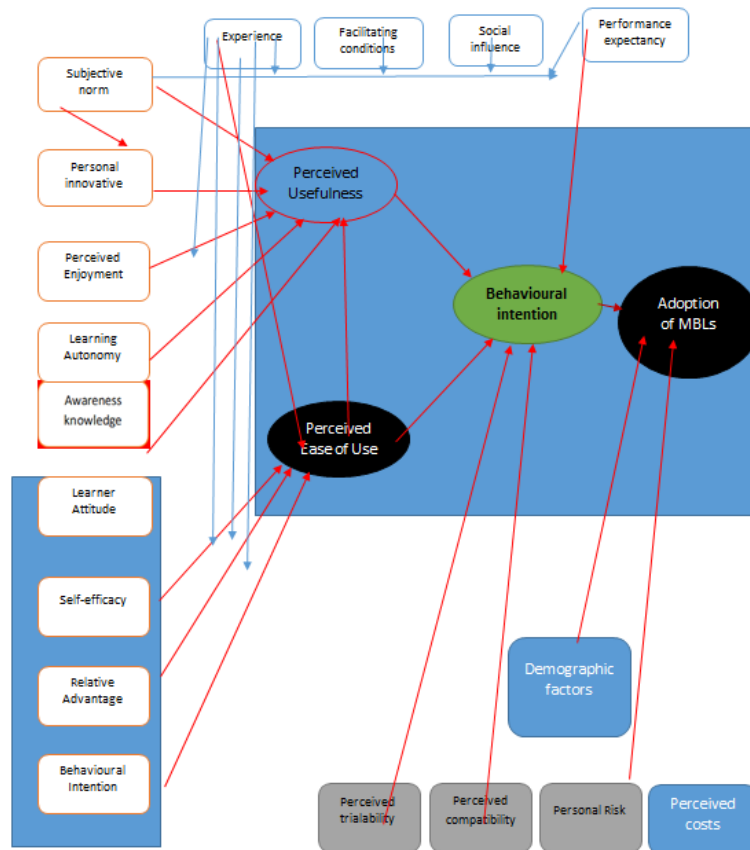 Experience
Facilitating
conditions
Social
influence
Performance
expectancy
Subjective
norm
Personal
innovative
Perceived
Usefulness
Perceived
Enjoyment
Behavioural
intention
Adoption
of MBLs
Learning
Autonomy
Awareness
knowledge
Perceived
Ease of Use
Learner
Attitude
Self-efficacy
Relative
Advantage
Demographic
factors
Behavioural
Intention
Perceived
trialability
Perceived
compatibility
Personal Risk
Perceived
costs